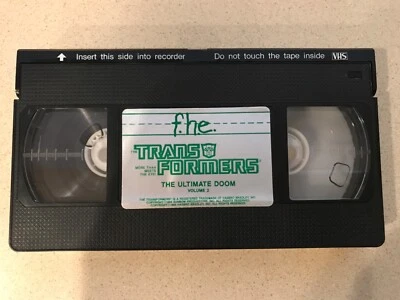 Insert this side into recorder
Do not touch the tape inside
VHS
f.h.e.
THE
TRANSFORMERS
MORE THAN
MEETS
THE EYE
THE ULTIMATE DOOM
VOLUME 2